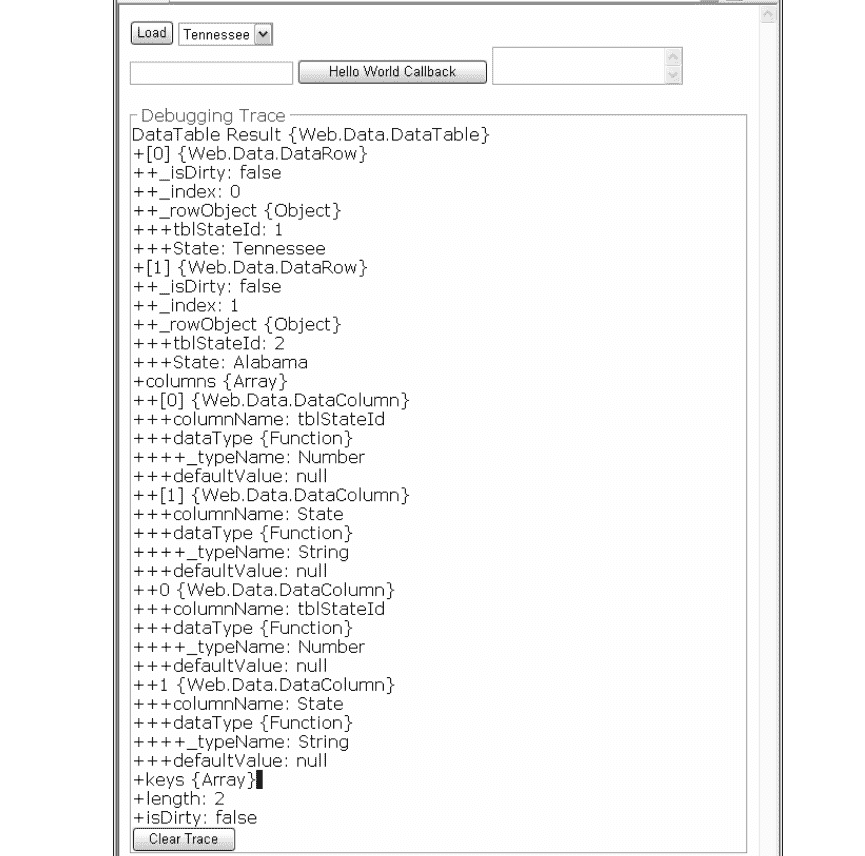 Load Tennessee
Hello World Callback
Debugging Trace
DataTable Result {Web.Data.DataTable}
+[0] {Web.Data.DataRow}
++_isDirty: false
++_index: 0
++_rowObject {Object}
+++tblStateId: 1
+++State: Tennessee
+[1] {Web.Data.DataRow}
++_isDirty: false
++_index: 1
++_rowObject {Object}
+++tblStateId: 2
+++State: Alabama
+columns {Array}
++[0] {Web.Data.DataColumn}
+++columnName: tblStateId
+++dataType {Function}
++++_typeName: Number
+++defaultValue: null
++[1] {Web.Data.DataColumn}
+++columnName: State
+++dataType {Function}
++++_typeName: String
+++defaultValue: null
++0 {Web.Data.DataColumn}
+++columnName: tblStateId
+++dataType {Function}
++++_typeName: Number
+++defaultValue: null
++1 {Web.Data.DataColumn}
+++columnName: State
+++dataType {Function}
++++_typeName: String
+++defaultValue: null
+keys {Array}
+length: 2
+isDirty: false
Clear Trace